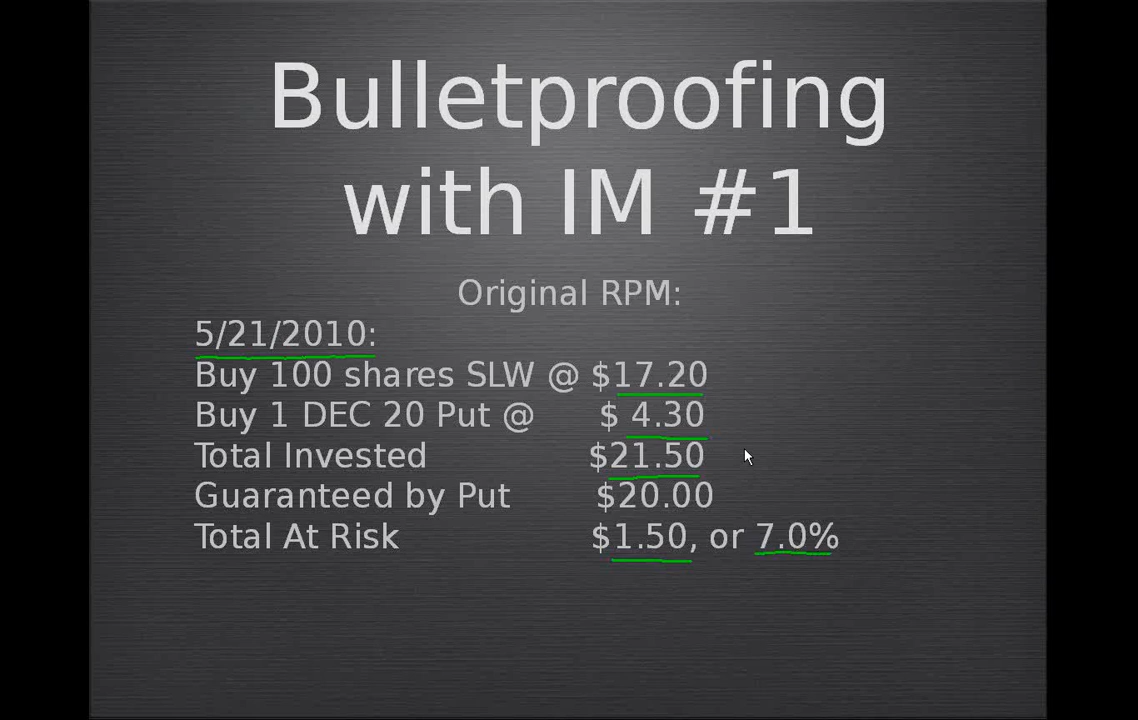 Bulletproofing
with IM #1
Original RPM:
5/21/2010:
Buy 100 shares SLW @ $17.20
Buy 1 DEC 20 Put @ $ 4.30
Total Invested $21.50
Guaranteed by Put $20.00
Total At Risk $1.50, or 7.0%